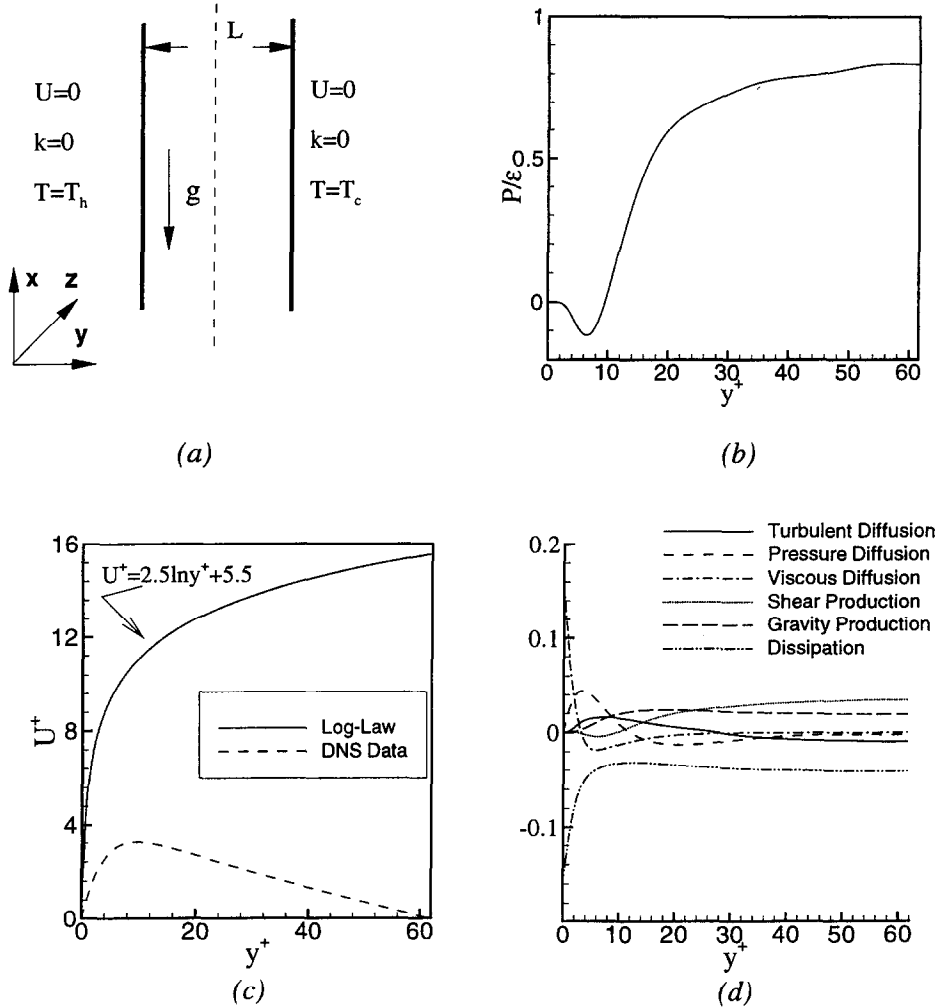 L
U=0
U=0
k=0
k=0
T=T_h
g
T=T_c
x
z
y
(a)
1
0.5
0
P/ε
0 10 20 30 40 50 60
y⁺
(b)
16
12
8
4
0
U⁺
U⁺=2.5lny⁺+5.5
Log-Law
DNS Data
0 20 40 60
y⁺
(c)
Turbulent Diffusion
Pressure Diffusion
Viscous Diffusion
Shear Production
Gravity Production
Dissipation
0.2
0.1
0
-0.1
0 10 20 30 40 50 60
y⁺
(d)